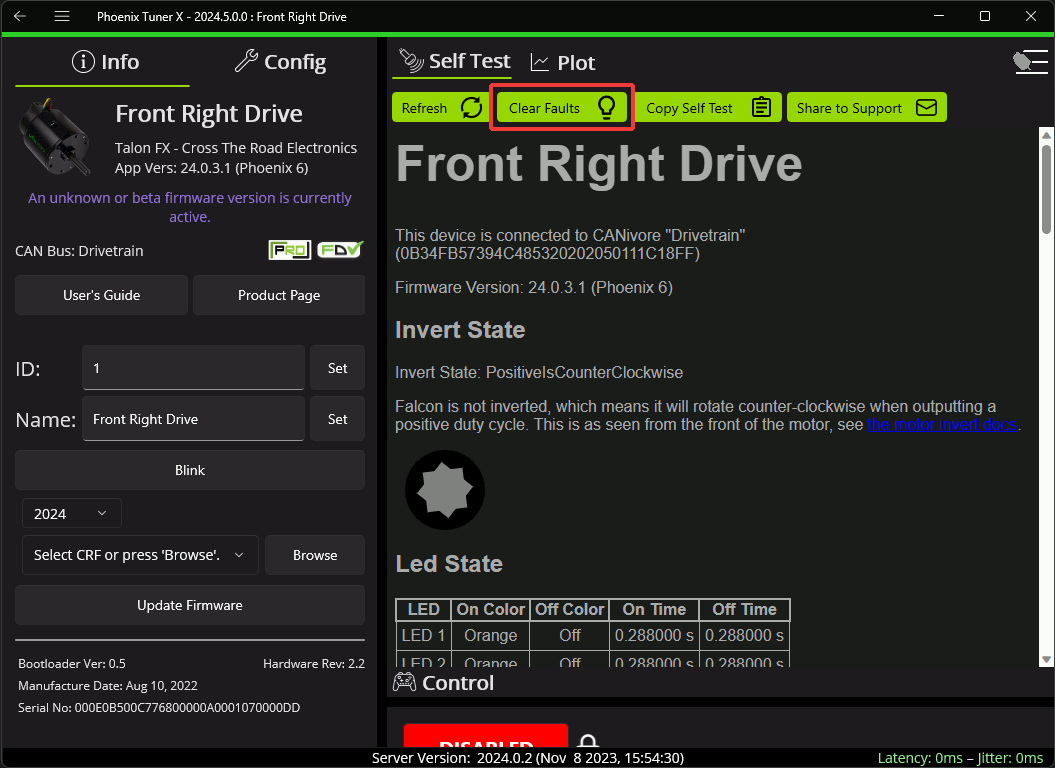 Phoenix Tuner X - 2024.5.0.0 : Front Right Drive
Info
Config
Front Right Drive
Talon FX - Cross The Road Electronics
App Vers: 24.0.3.1 (Phoenix 6)
An unknown or beta firmware version is currently
active.
CAN Bus: Drivetrain
PRO FD
User's Guide
Product Page
ID:
1
Set
Name:
Front Right Drive
Set
Blink
2024
Select CRF or press 'Browse'.
Browse
Update Firmware
Bootloader Ver: 0.5
Hardware Rev: 2.2
Manufacture Date: Aug 10, 2022
Serial No: 000E0B500C776800000A0001070000DD
Self Test
Plot
Refresh
Clear Faults
Copy Self Test
Share to Support
Front Right Drive
This device is connected to CANivore "Drivetrain"
(0B34FB57394C485320202050111C18FF)
Firmware Version: 24.0.3.1 (Phoenix 6)
Invert State
Invert State: PositiveIsCounterClockwise
Falcon is not inverted, which means it will rotate counter-clockwise when outputting a
positive duty cycle. This is as seen from the front of the motor, see the motor invert docs.
Led State
LED On Color Off Color On Time Off Time
LED 1 Orange Off 0.288000 s 0.288000 s
LED 2 Orange Off 0.288000 s 0.288000 s
Control
DISABLED
Server Version: 2024.0.2 (Nov 8 2023, 15:54:30)
Latency: 0ms – Jitter: 0ms